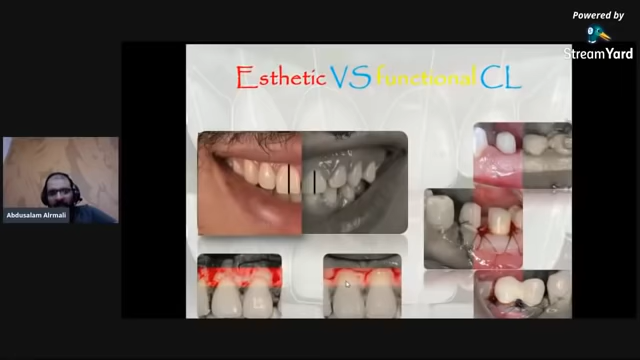 Powered by
StreamYard
Esthetic VS functional CL
Abdusalam Alrmali